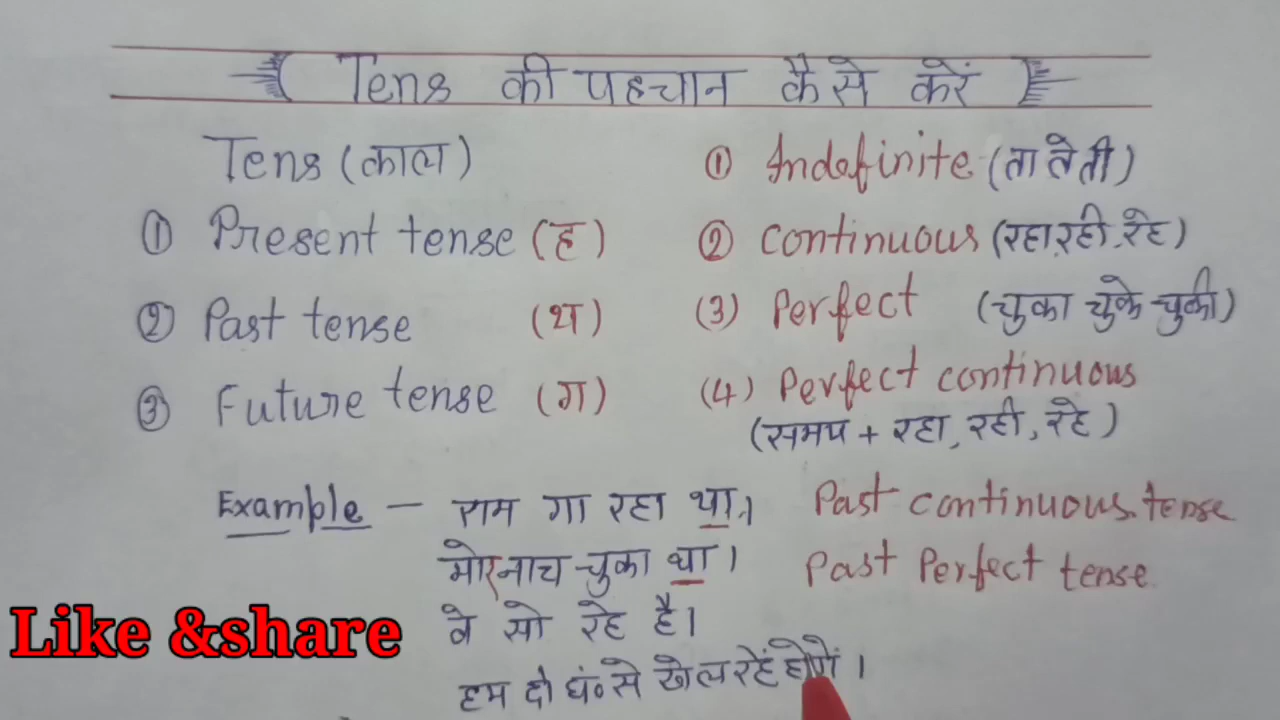 Tens की पहचान कैसे करें
Tens (काल)
① Present tense (ह)
② Past tense (थ)
③ Future tense (ग)
① Indefinite (ता ते ती)
② Continuous (रहा, रही, रहे)
(3) Perfect (चुका चुके चुकी)
(4) Perfect continuous
(समय + रहा, रही, रहे)
Example – राम गा रहा था। Past continuous tense
मोर नाच चुका था। Past Perfect tense
वे सो रहे है।
हम दो घं० से खेल रहें होगें।
Like &share